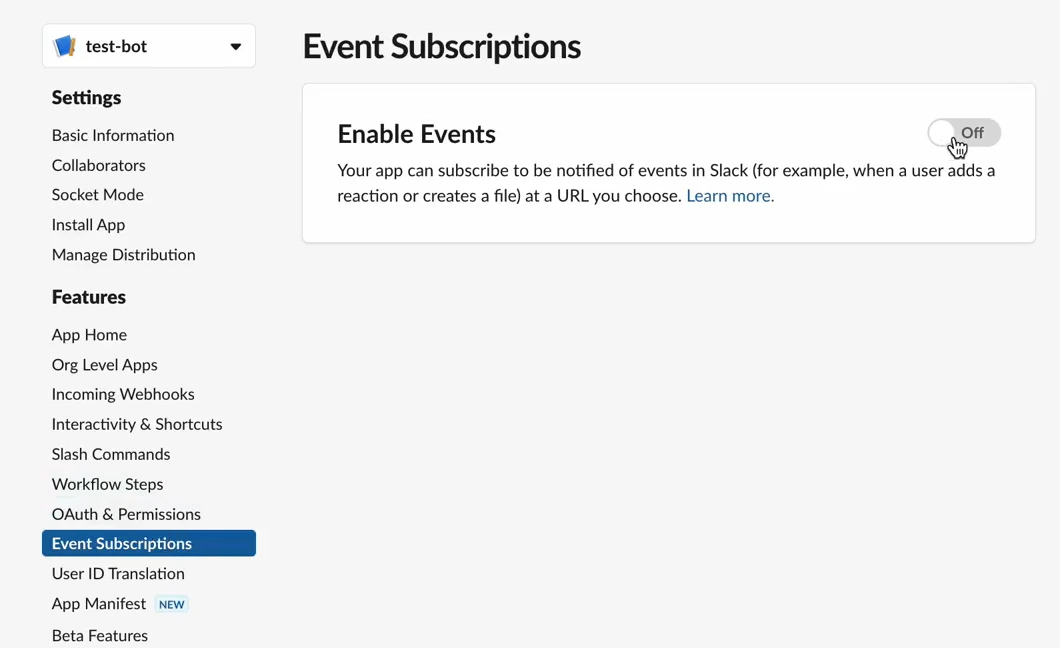 test-bot
Settings
Basic Information
Collaborators
Socket Mode
Install App
Manage Distribution
Features
App Home
Org Level Apps
Incoming Webhooks
Interactivity & Shortcuts
Slash Commands
Workflow Steps
OAuth & Permissions
Event Subscriptions
User ID Translation
App Manifest NEW
Beta Features
Event Subscriptions
Enable Events
Off
Your app can subscribe to be notified of events in Slack (for example, when a user adds a
reaction or creates a file) at a URL you choose. Learn more.